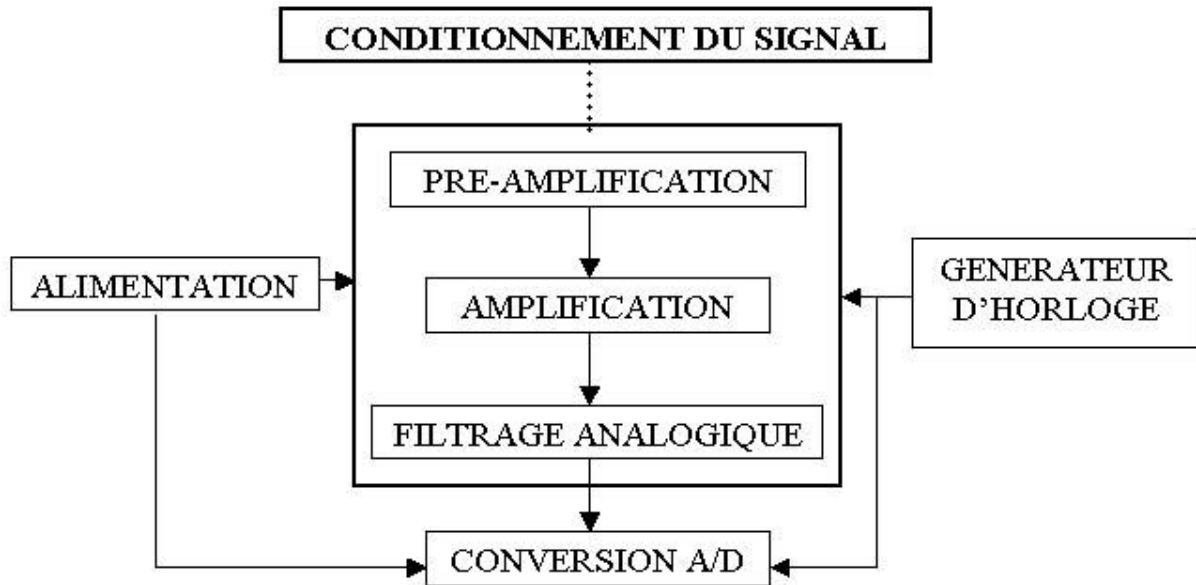 CONDITIONNEMENT DU SIGNAL
PRE-AMPLIFICATION
ALIMENTATION
AMPLIFICATION
GENERATEUR
D’HORLOGE
FILTRAGE ANALOGIQUE
CONVERSION A/D